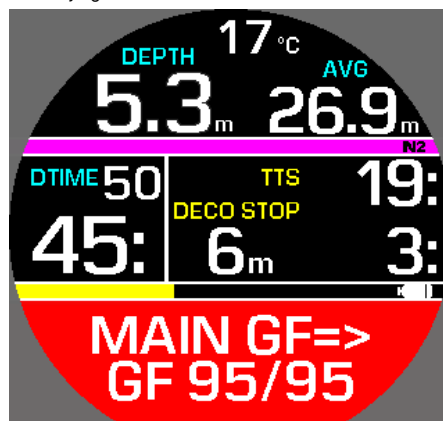 17 °C
DEPTH AVG
5.3m 26.9m
N2
DTIME 50 TTS 19:
DECO STOP
45: 6m 3:
MAIN GF=>
GF 95/95